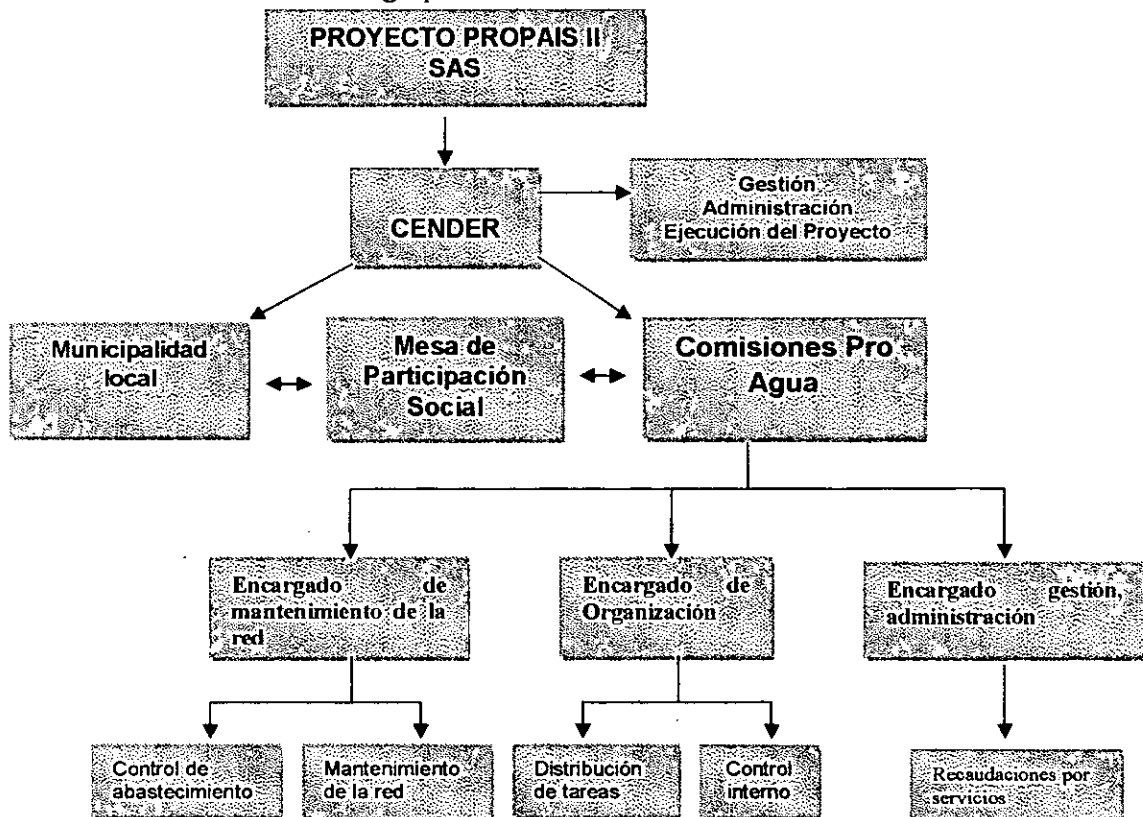 PROYECTO PROPAIS II
SAS
CENDER
Gestión
Administración
Ejecución del Proyecto
Municipalidad
local
Mesa de
Participación
Social
Comisiones Pro
Agua
Encargado de
mantenimiento de la
red
Encargado de
Organización
Encargado gestión,
administración
Control de
abastecimiento
Mantenimiento
de la red
Distribución
de tareas
Control
interno
Recaudaciones por
servicios